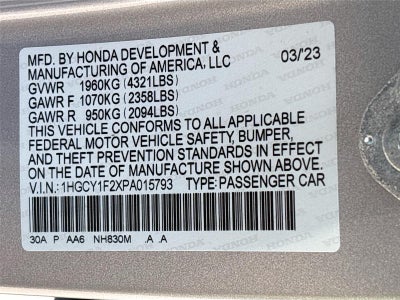 MFD. BY HONDA DEVELOPMENT &
MANUFACTURING OF AMERICA, LLC 03/23
GVWR 1960KG (4321LBS)
GAWR F 1070KG (2358LBS)
GAWR R 950KG (2094LBS)
THIS VEHICLE CONFORMS TO ALL APPLICABLE
FEDERAL MOTOR VEHICLE SAFETY, BUMPER,
AND THEFT PREVENTION STANDARDS IN EFFECT
ON THE DATE OF MANUFACTURE SHOWN ABOVE.
V.I.N.: 1HGCY1F2XPA015793 TYPE: PASSENGER CAR
30A P AA6 NH830M .A .A
HONDA